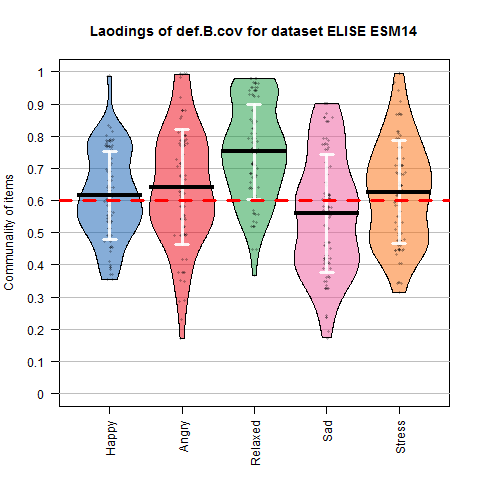 Laodings of def.B.cov for dataset ELISE ESM14
Communality of items
1
0.9
0.8
0.7
0.6
0.5
0.4
0.3
0.2
0.1
0
Happy
Angry
Relaxed
Sad
Stress